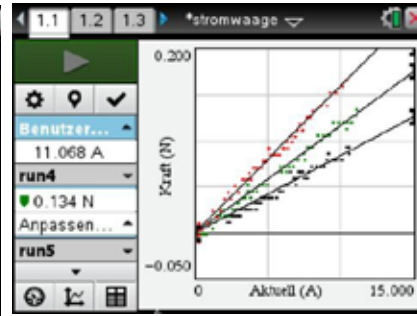 1.1 1.2 1.3 *stromwaage
Benutzer...
11.068 A
run4
0.134 N
Anpassen...
run5
0.200
Kraft (N)
-0.050
0 Aktuell (A) 15.000